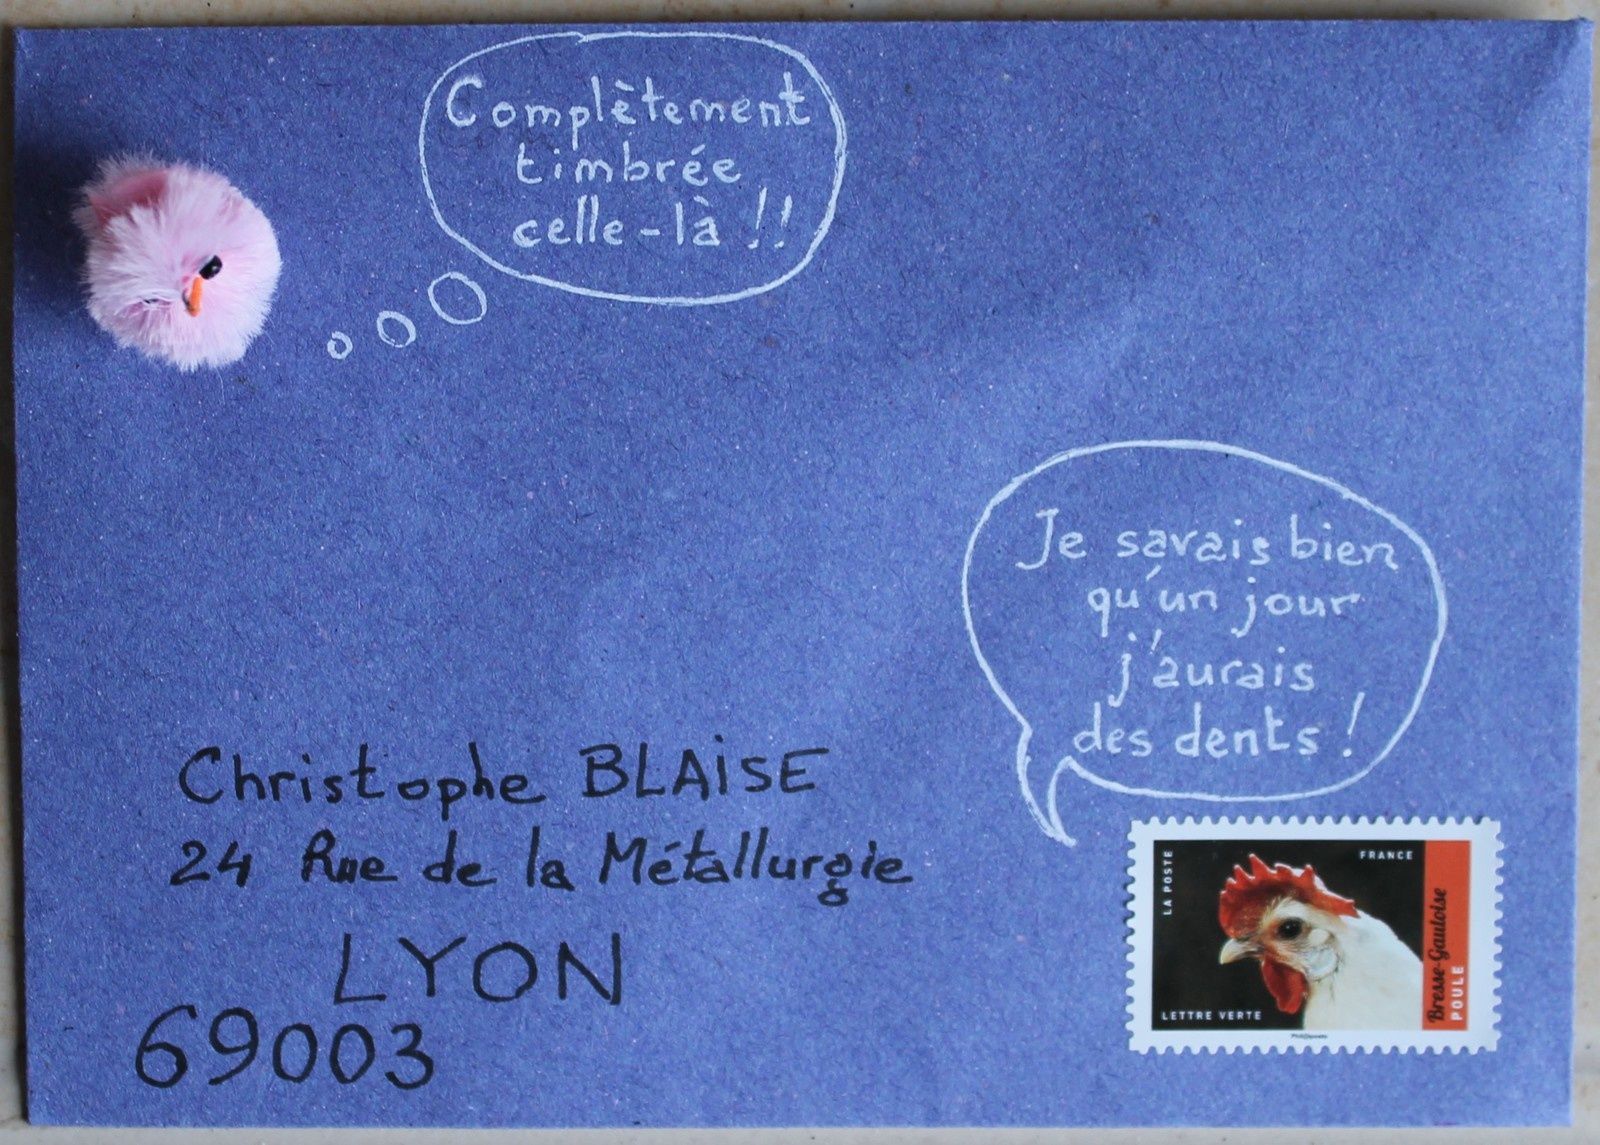 Complètement
timbrée
celle-là !!
Je savais bien
qu'un jour
j'aurais
des dents !
Christophe BLAISE
24 Rue de la Métallurgie
LYON
69003
LA POSTE
FRANCE
LETTRE VERTE
Bresse-Gauloise
POULE